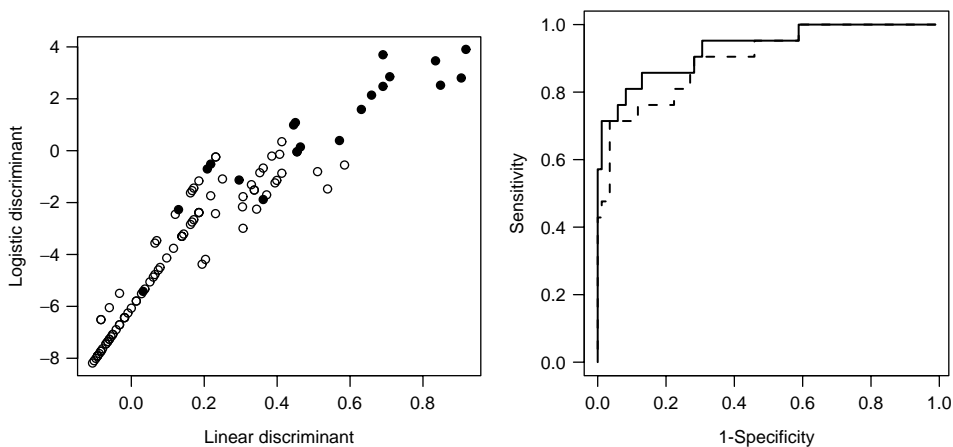 4
2
0
–2
–4
–6
–8
0.0 0.2 0.4 0.6 0.8
Linear discriminant
Logistic discriminant
1.0
0.8
0.6
0.4
0.2
0.0
0.0 0.2 0.4 0.6 0.8 1.0
1-Specificity
Sensitivity